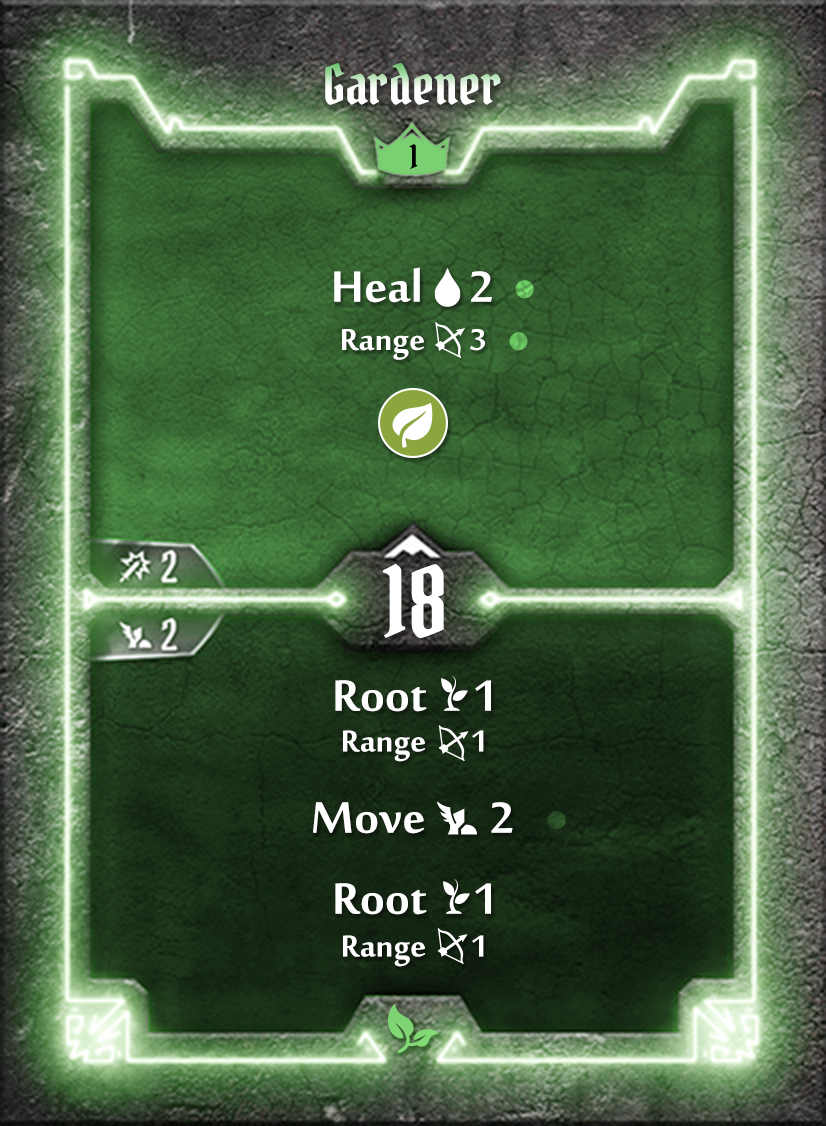 Gardener
1
Heal 2
Range 3
2
18
2
Root 1
Range 1
Move 2
Root 1
Range 1